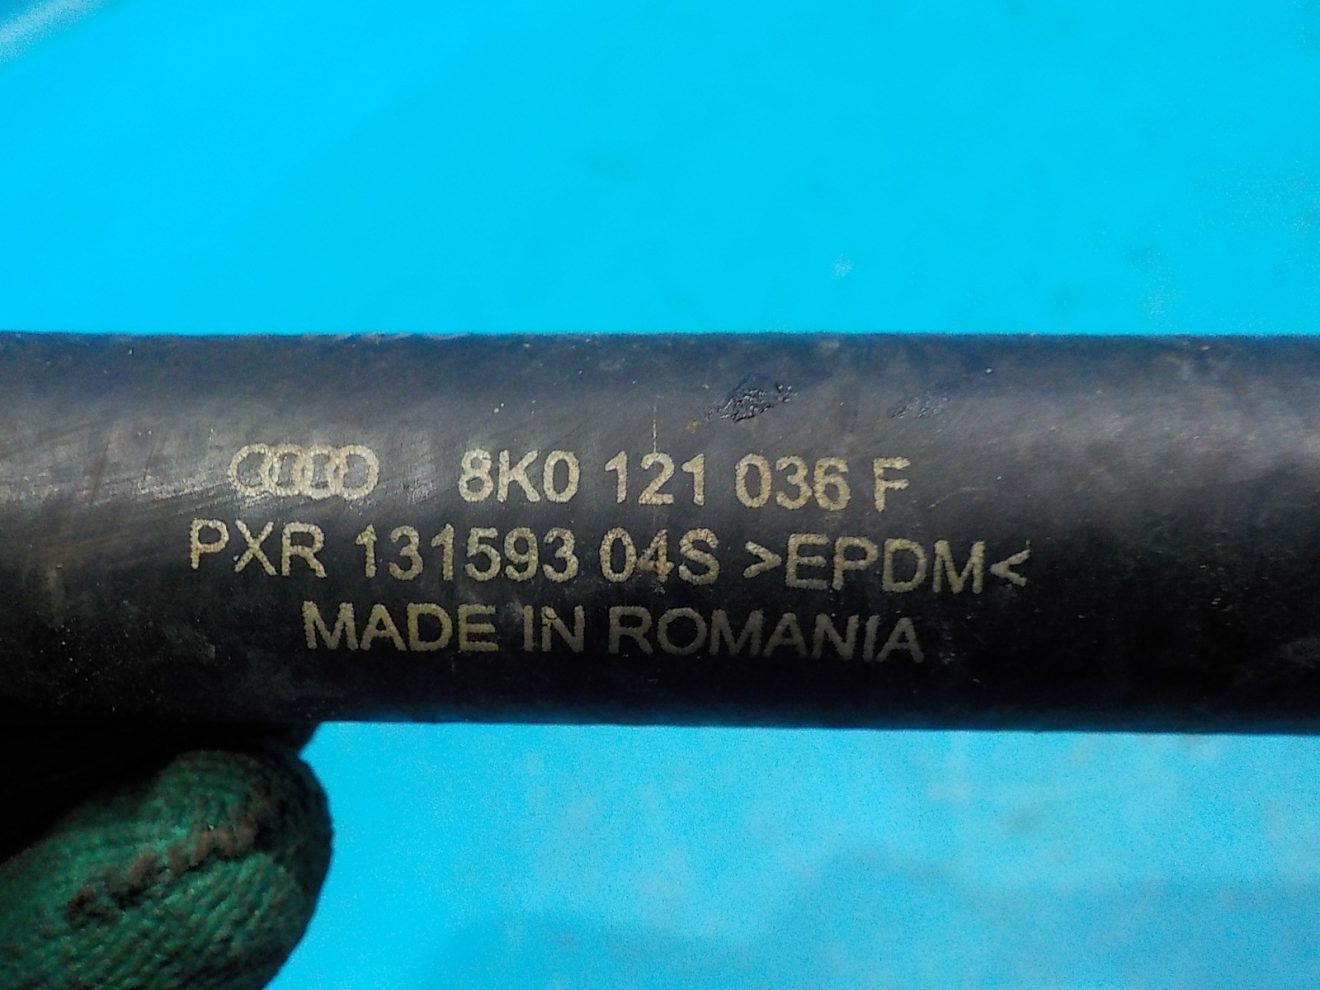 8K0 121 036 F
PXR 131593 04S >EPDM<
MADE IN ROMANIA